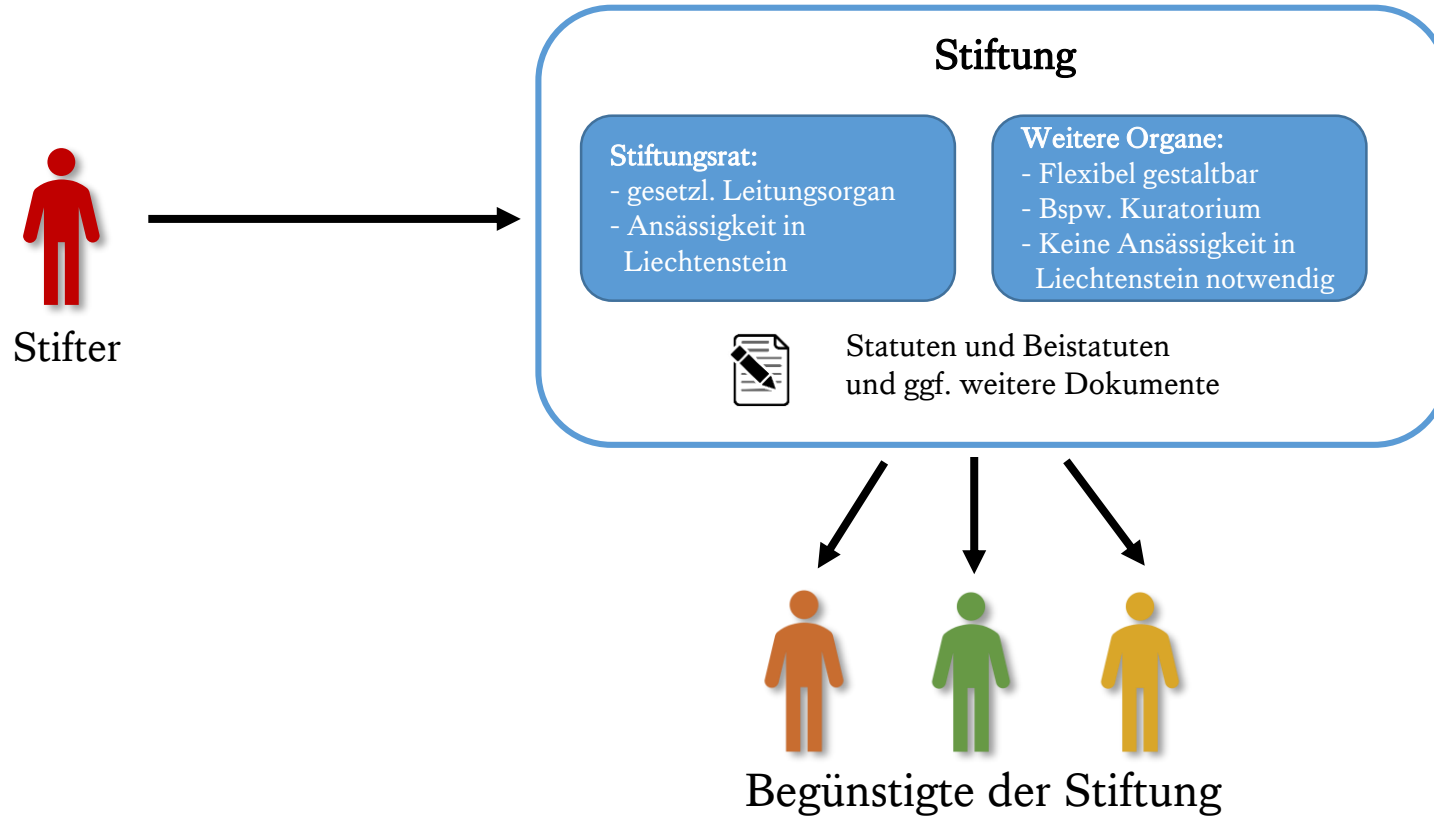 Stiftung
Stiftungsrat:
- gesetzl. Leitungsorgan
- Ansässigkeit in
Liechtenstein
Weitere Organe:
- Flexibel gestaltbar
- Bspw. Kuratorium
- Keine Ansässigkeit in
Liechtenstein notwendig
Stifter
Statuten und Beistatuten
und ggf. weitere Dokumente
Begünstigte der Stiftung